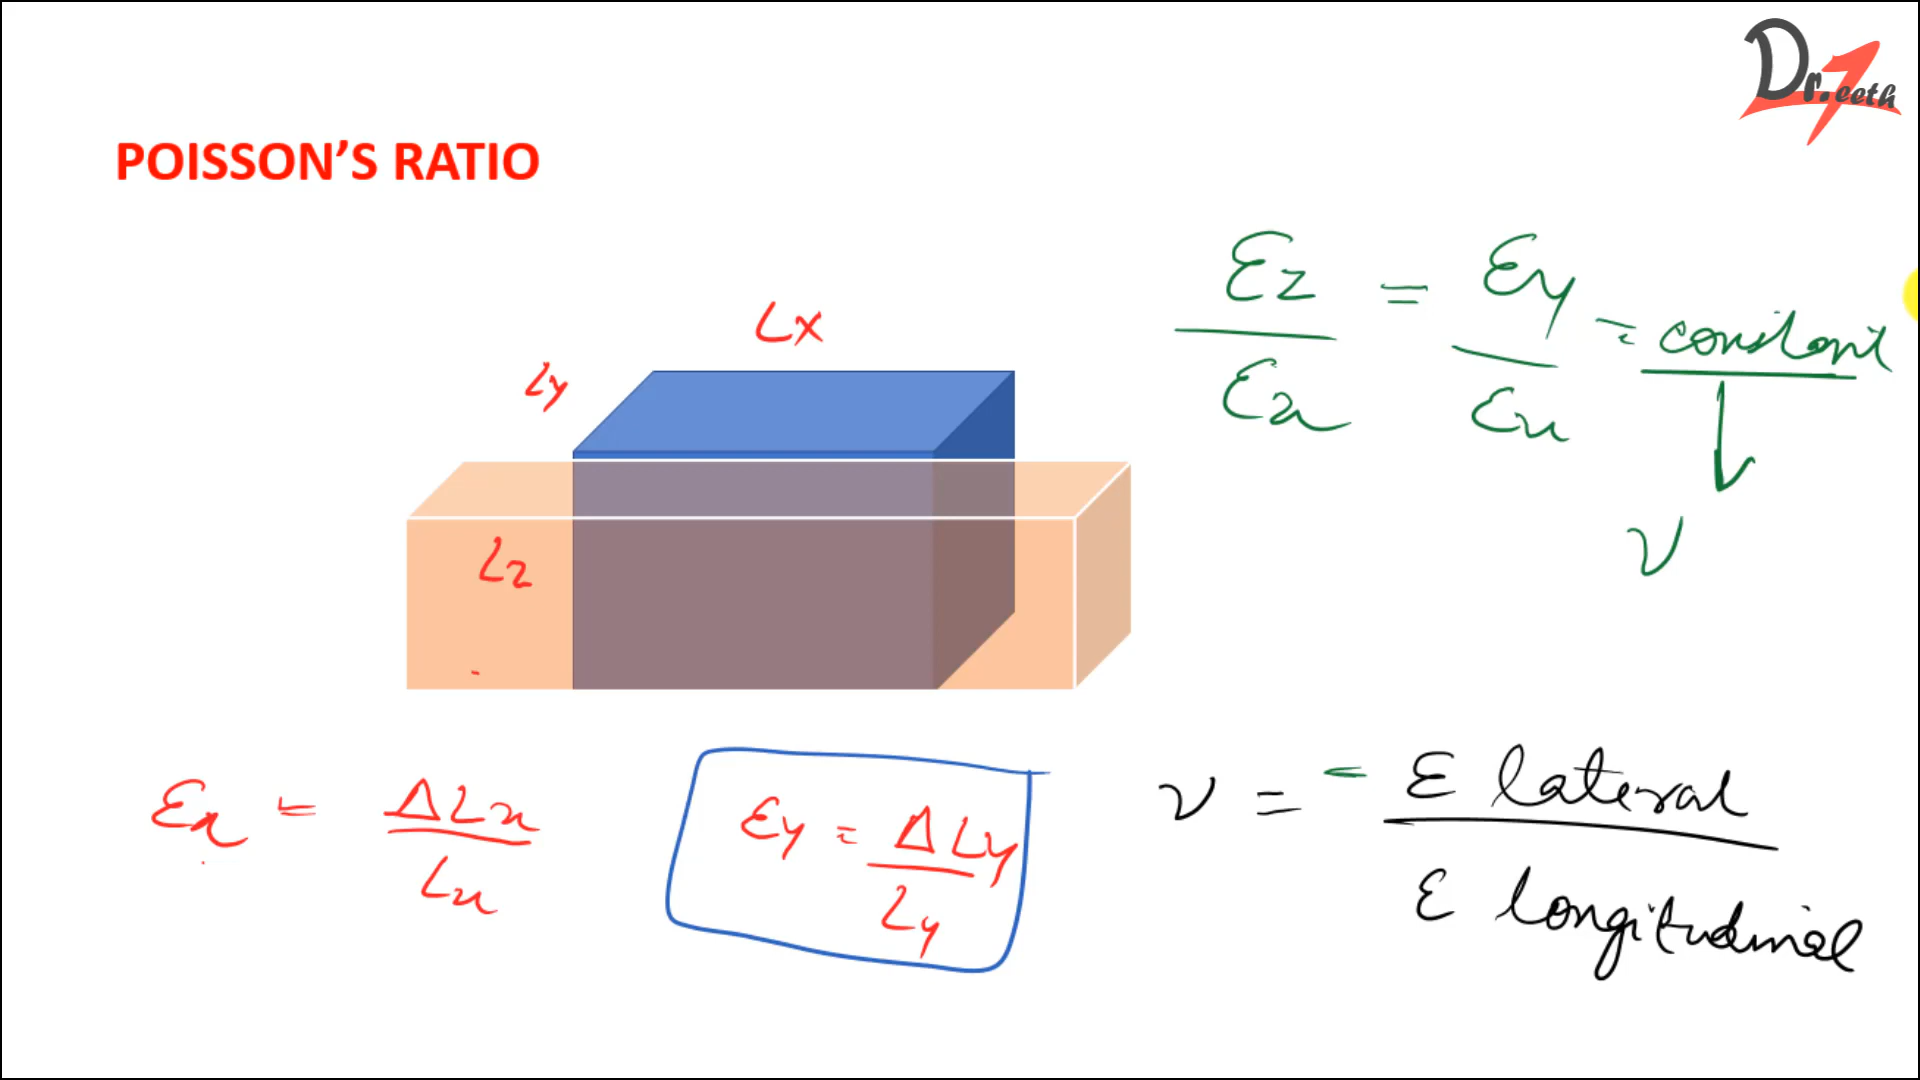 Dr.Jeeth
POISSON'S RATIO
Lx
Ly
Lz
εz/εx = εy/εx = constant
ν
εx = ΔLx/Lx
εy = ΔLy/Ly
ν = - ε lateral/ε longitudinal